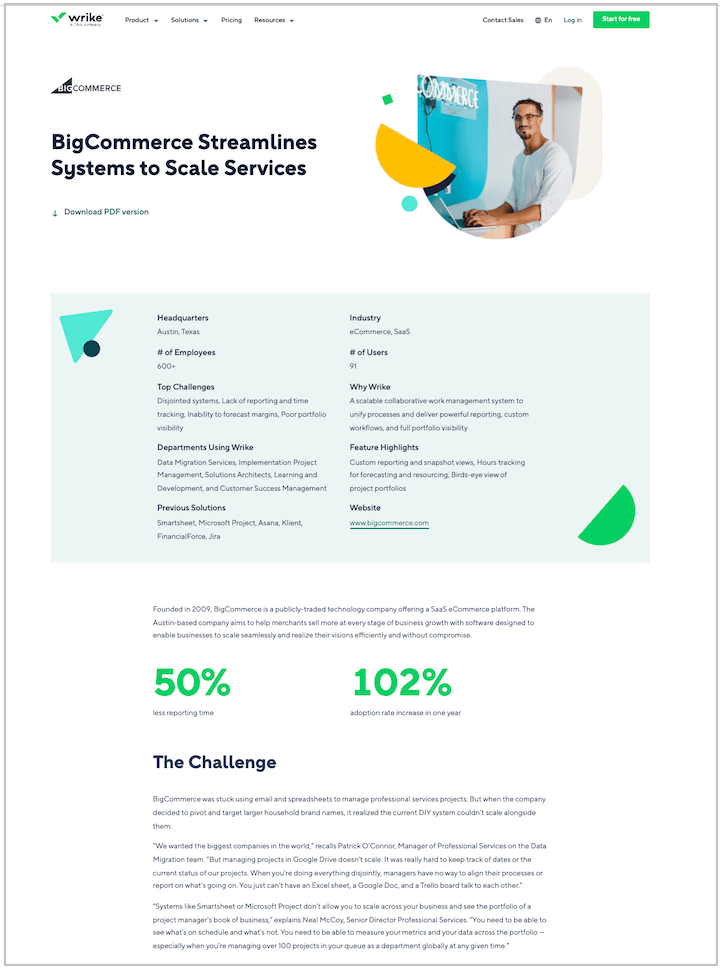 wrike
Product
Solutions
Pricing
Resources
Contact Sales
En
Log in
Start for free
BIGCOMMERCE
BigCommerce Streamlines
Systems to Scale Services
Download PDF version
Headquarters
Austin, Texas
# of Employees
600+
Top Challenges
Disjointed systems, Lack of reporting and time
tracking, Inability to forecast margins, Poor portfolio
visibility
Departments Using Wrike
Data Migration Services, Implementation Project
Management, Solutions Architects, Learning and
Development, and Customer Success Management
Previous Solutions
Smartsheet, Microsoft Project, Asana, Klient,
FinancialForce, Jira
Industry
eCommerce, SaaS
# of Users
91
Why Wrike
A scalable collaborative work management system to
unify processes and deliver powerful reporting, custom
workflows, and full portfolio visibility
Feature Highlights
Custom reporting and snapshot views, Hours tracking
for forecasting and resourcing, Birds-eye view of
project portfolios
Website
www.bigcommerce.com
Founded in 2009, BigCommerce is a publicly-traded technology company offering a SaaS eCommerce platform. The
Austin-based company aims to help merchants sell more at every stage of business growth with software designed to
enable businesses to scale seamlessly and realize their visions efficiently and without compromise.
50%
less reporting time
102%
adoption rate increase in one year
The Challenge
BigCommerce was stuck using email and spreadsheets to manage professional services projects. But when the company
decided to pivot and target larger household brand names, it realized the current DIY system couldn't scale alongside
them.
"We wanted the biggest companies in the world," recalls Patrick O'Connor, Manager of Professional Services on the Data
Migration team. "But managing projects in Google Drive doesn't scale. It was really hard to keep track of dates or the
current status of our projects. When you're doing everything disjointly, managers have no way to align their processes or
report on what's going on. You just can't have an Excel sheet, a Google Doc, and a Trello board talk to each other."
"Systems like Smartsheet or Microsoft Project don't allow you to scale across your business and see the portfolio of a
project manager's book of business," explains Neal McCoy, Senior Director Professional Services. "You need to be able to
see what's on schedule and what's not. You need to be able to measure your metrics and your data across the portfolio —
especially when you're managing over 100 projects in your queue as a department globally at any given time."